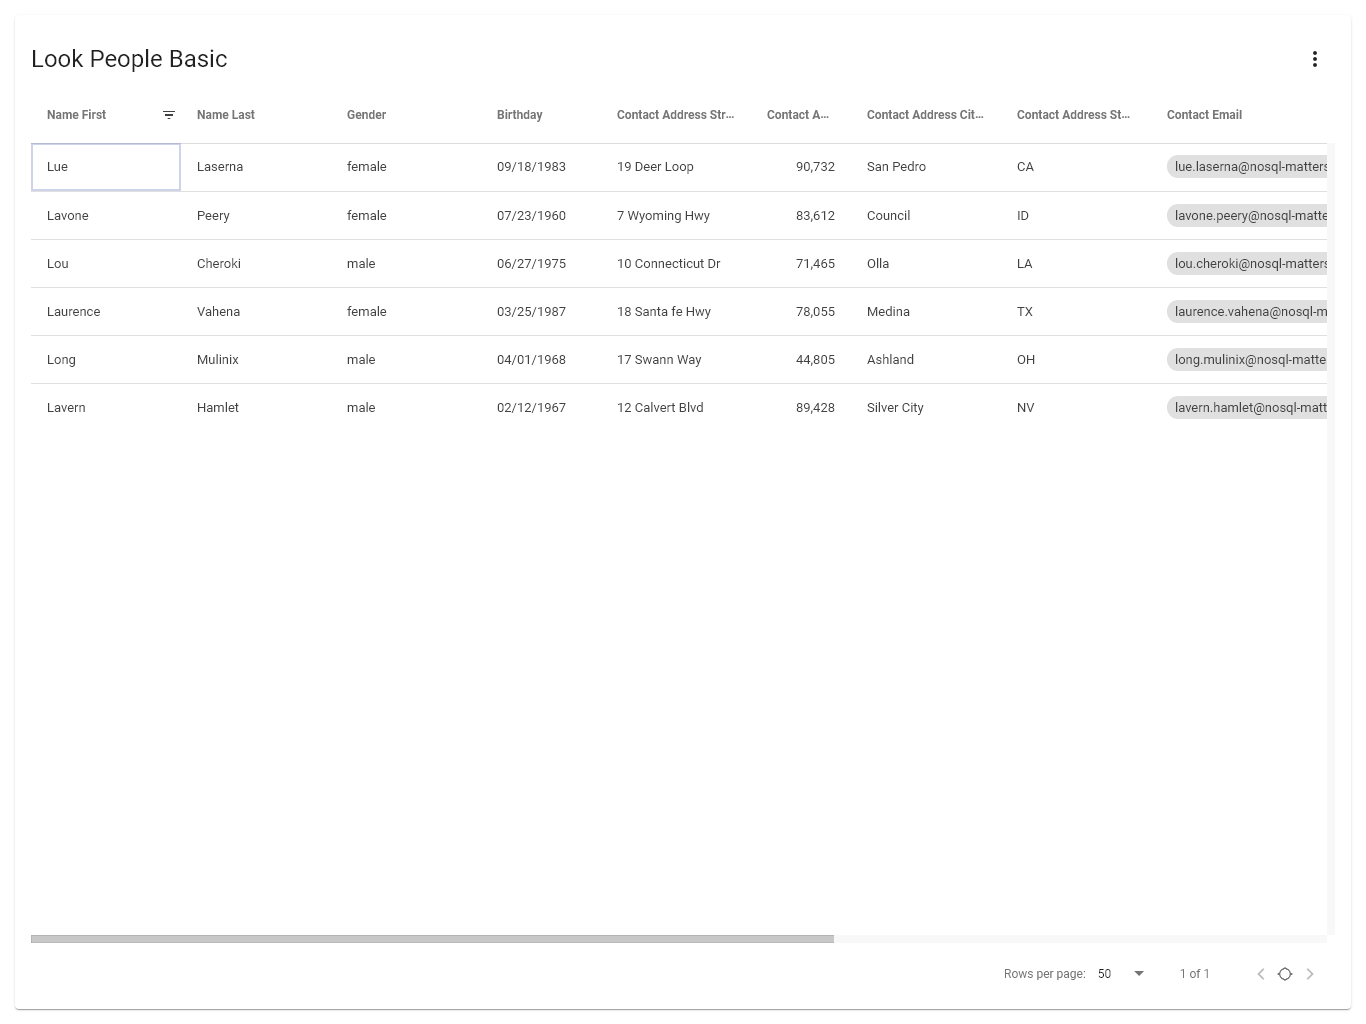 Look People Basic
Name First Name Last Gender Birthday Contact Address Str... Contact A... Contact Address Cit... Contact Address St... Contact Email
Lue Laserna female 09/18/1983 19 Deer Loop 90,732 San Pedro CA lue.laserna@nosql-matters
Lavone Peery female 07/23/1960 7 Wyoming Hwy 83,612 Council ID lavone.peery@nosql-matte
Lou Cheroki male 06/27/1975 10 Connecticut Dr 71,465 Olla LA lou.cheroki@nosql-matters
Laurence Vahena female 03/25/1987 18 Santa fe Hwy 78,055 Medina TX laurence.vahena@nosql-m
Long Mulinix male 04/01/1968 17 Swann Way 44,805 Ashland OH long.mulinix@nosql-matte
Lavern Hamlet male 02/12/1967 12 Calvert Blvd 89,428 Silver City NV lavern.hamlet@nosql-matt
Rows per page: 50 1 of 1